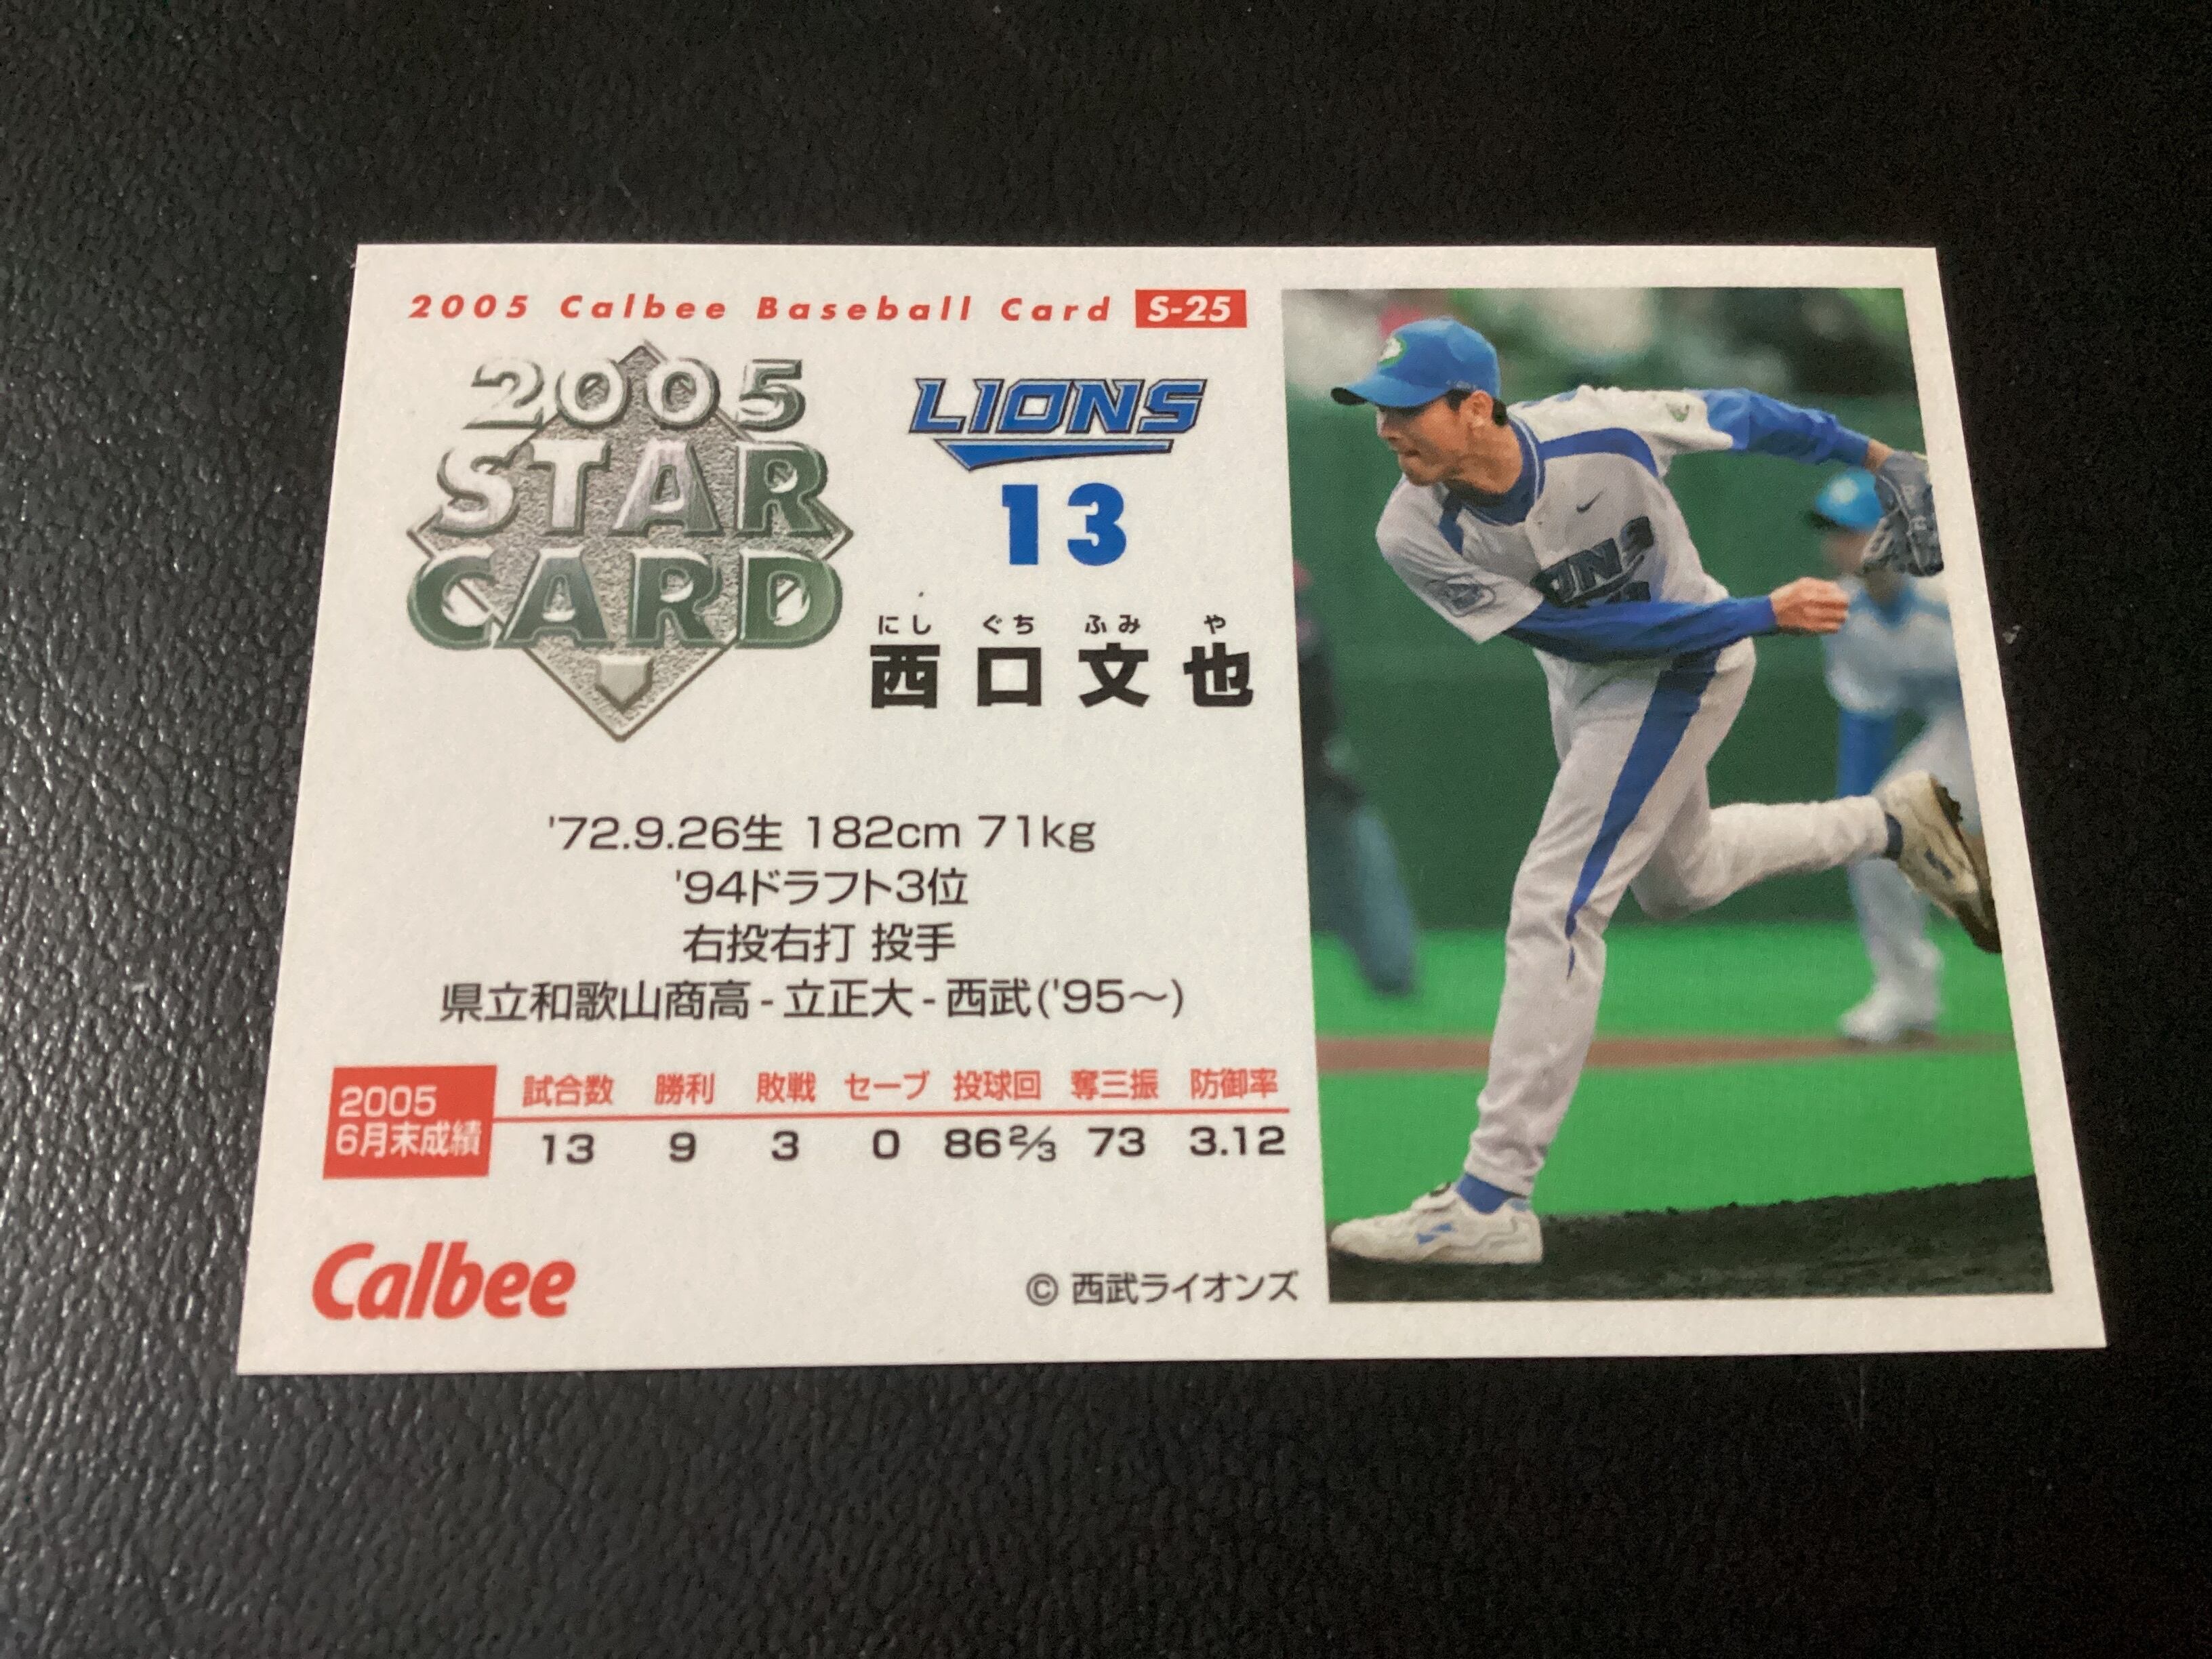 2005 Calbee Baseball Card S-25
2005
STAR
CARD
LIONS
13
にし ぐち ふみ や
西口文也
'72.9.26生 182cm 71kg
'94ドラフト3位
右投右打 投手
県立和歌山商高-立正大-西武('95～)
2005
6月末成績
試合数 勝利 敗戦 セーブ 投球回 奪三振 防御率
13 9 3 0 86 2/3 73 3.12
Calbee
© 西武ライオンズ